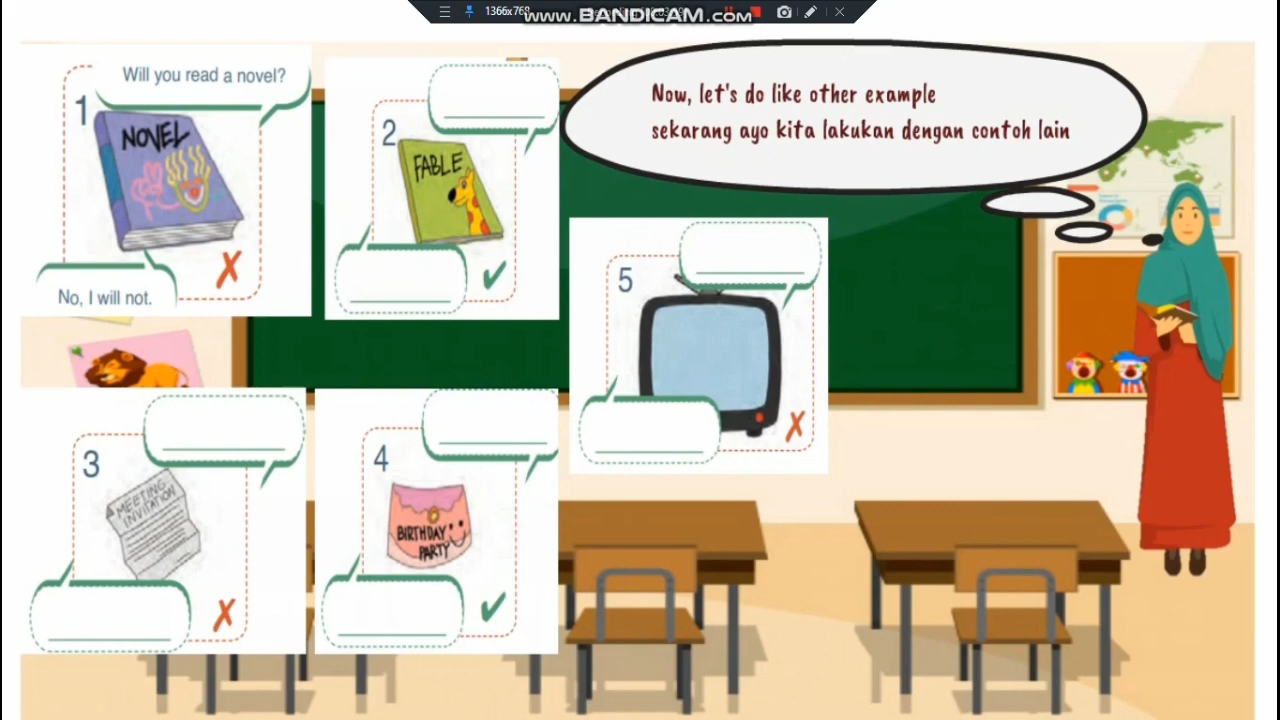 1366x768
www.BANDICAM.com
Will you read a novel?
1
NOVEL
No, I will not.
2
FABLE
Now, let's do like other example
sekarang ayo kita lakukan dengan contoh lain
5
3
MEETING
INVITATION
4
BIRTHDAY
PARTY